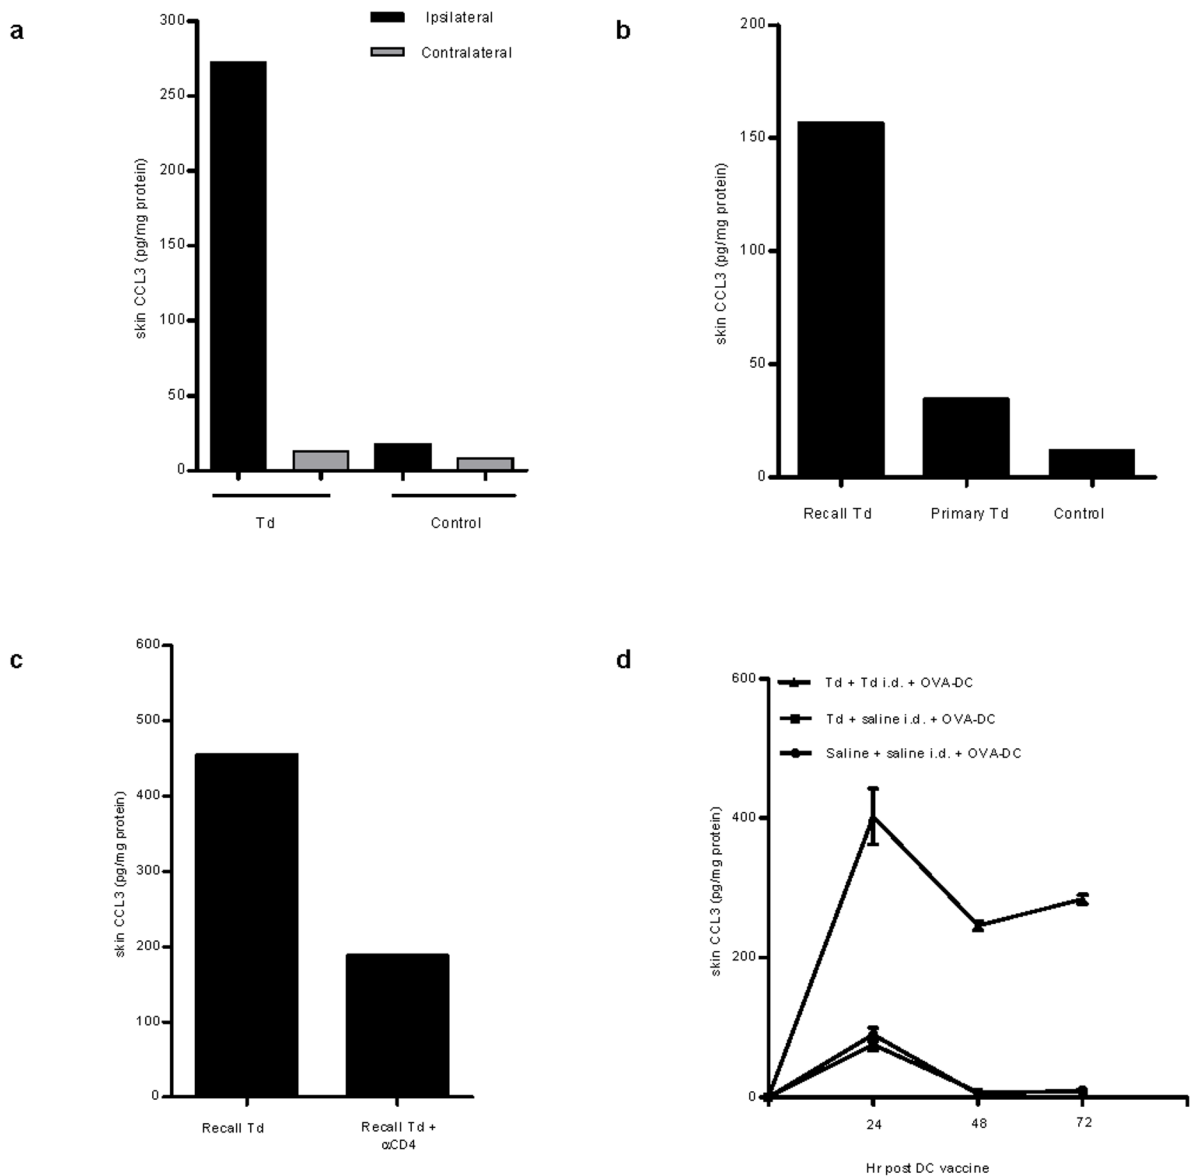 a
Ipsilateral
Contralateral
300
250
200
150
100
50
0
skin CCL3 (pg/mg protein)
Td
Control
b
200
150
100
50
0
skin CCL3 (pg/mg protein)
Recall Td
Primary Td
Control
c
600
500
400
300
200
100
0
skin CCL3 (pg/mg protein)
Recall Td
Recall Td +
αCD4
d
Td + Td i.d. + OVA-DC
Td + saline i.d. + OVA-DC
Saline + saline i.d. + OVA-DC
600
400
200
0
skin CCL3 (pg/mg protein)
24
48
72
Hr post DC vaccine